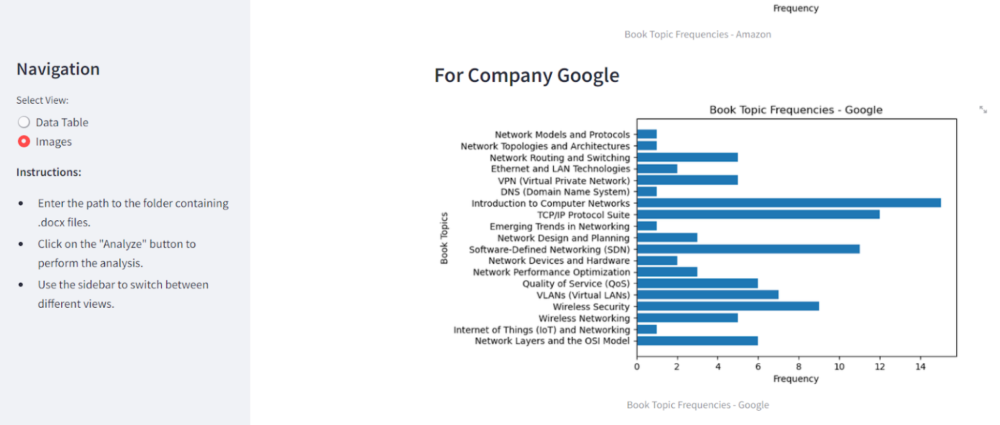 Navigation
Select View:
Data Table
Images
Instructions:
Enter the path to the folder containing
.docx files.
Click on the "Analyze" button to
perform the analysis.
Use the sidebar to switch between
different views.
Frequency
Book Topic Frequencies - Amazon
For Company Google
Book Topic Frequencies - Google
Book Topics
Network Models and Protocols
Network Topologies and Architectures
Network Routing and Switching
Ethernet and LAN Technologies
VPN (Virtual Private Network)
DNS (Domain Name System)
Introduction to Computer Networks
TCP/IP Protocol Suite
Emerging Trends in Networking
Network Design and Planning
Software-Defined Networking (SDN)
Network Devices and Hardware
Network Performance Optimization
Quality of Service (QoS)
VLANs (Virtual LANs)
Wireless Security
Wireless Networking
Internet of Things (IoT) and Networking
Network Layers and the OSI Model
0 2 4 6 8 10 12 14
Frequency
Book Topic Frequencies - Google